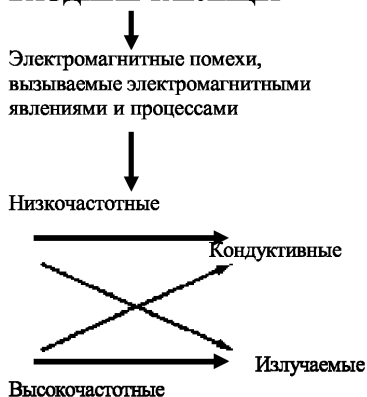 Электромагнитные помехи,
вызываемые электромагнитными
явлениями и процессами
Низкочастотные
Кондуктивные
Излучаемые
Высокочастотные